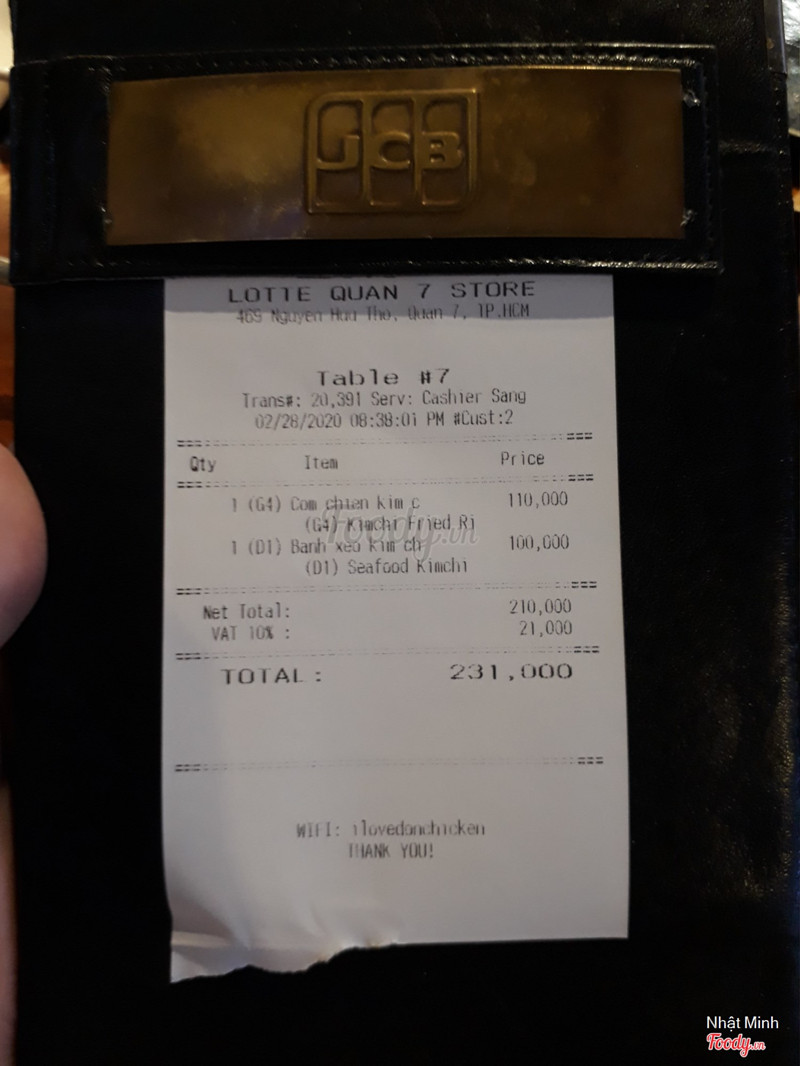 JCB
LOTTE QUAN 7 STORE
469 Nguyen Huu Tho, Quan 7, TP.HCM
Table #7
Trans#: 20,391 Serv: Cashier Sang
02/28/2020 08:38:01 PM #Cust:2
Qty Item Price
1 (G4) Com chien kim c 110,000
(G4) Kimchi Fried Ri
1 (D1) Banh xeo kim ch 100,000
(D1) Seafood Kimchi
Net Total: 210,000
VAT 10% : 21,000
TOTAL: 231,000
WIFI: ilovedonchicken
THANK YOU!
Foody.vn
Nhật Minh
Foody.vn